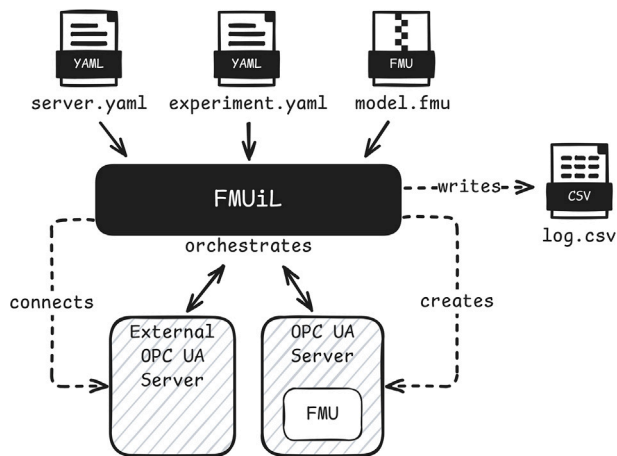 YAML
YAML
FMU
server.yaml
experiment.yaml
model.fmu
FMUiL
writes
CSV
log.csv
orchestrates
connects
creates
External
OPC UA
Server
OPC UA
Server
FMU